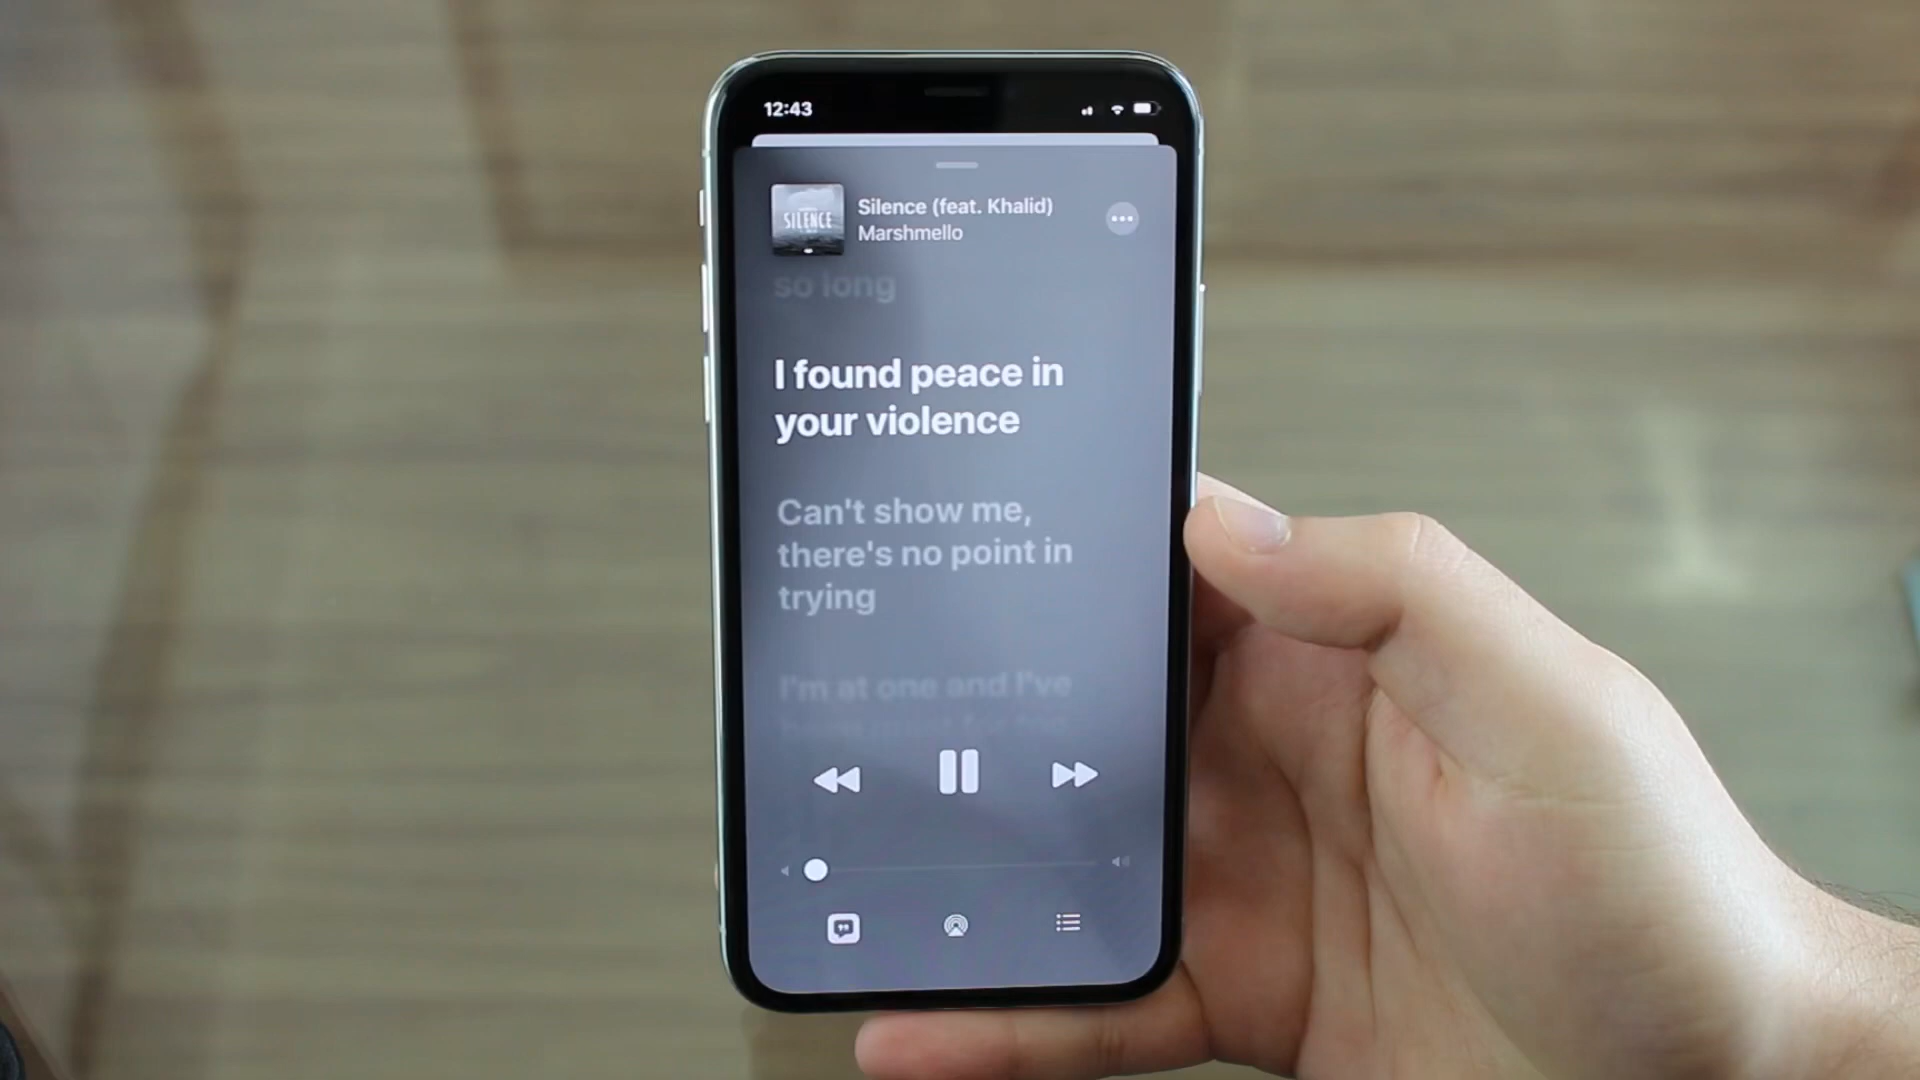 12:43
SILENCE
Silence (feat. Khalid)
Marshmello
so long
I found peace in
your violence
Can't show me,
there's no point in
trying
I'm at one and I've